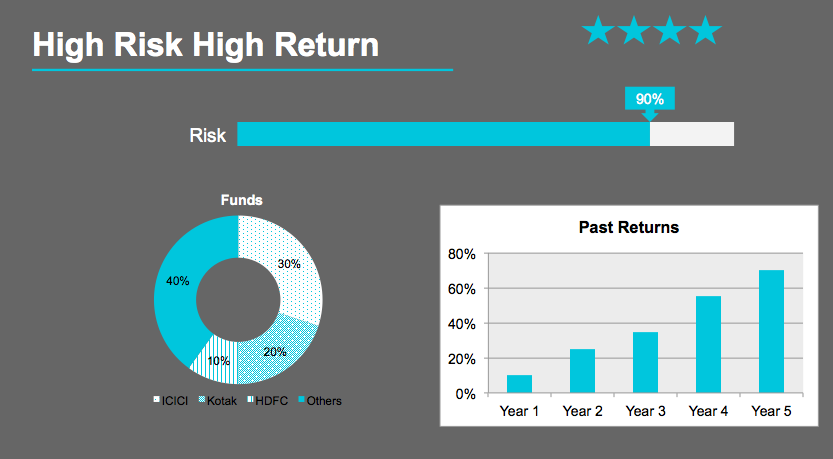 High Risk High Return
90%
Risk
Funds
30%
40%
20%
10%
ICICI Kotak HDFC Others
Past Returns
80%
60%
40%
20%
0%
Year 1 Year 2 Year 3 Year 4 Year 5